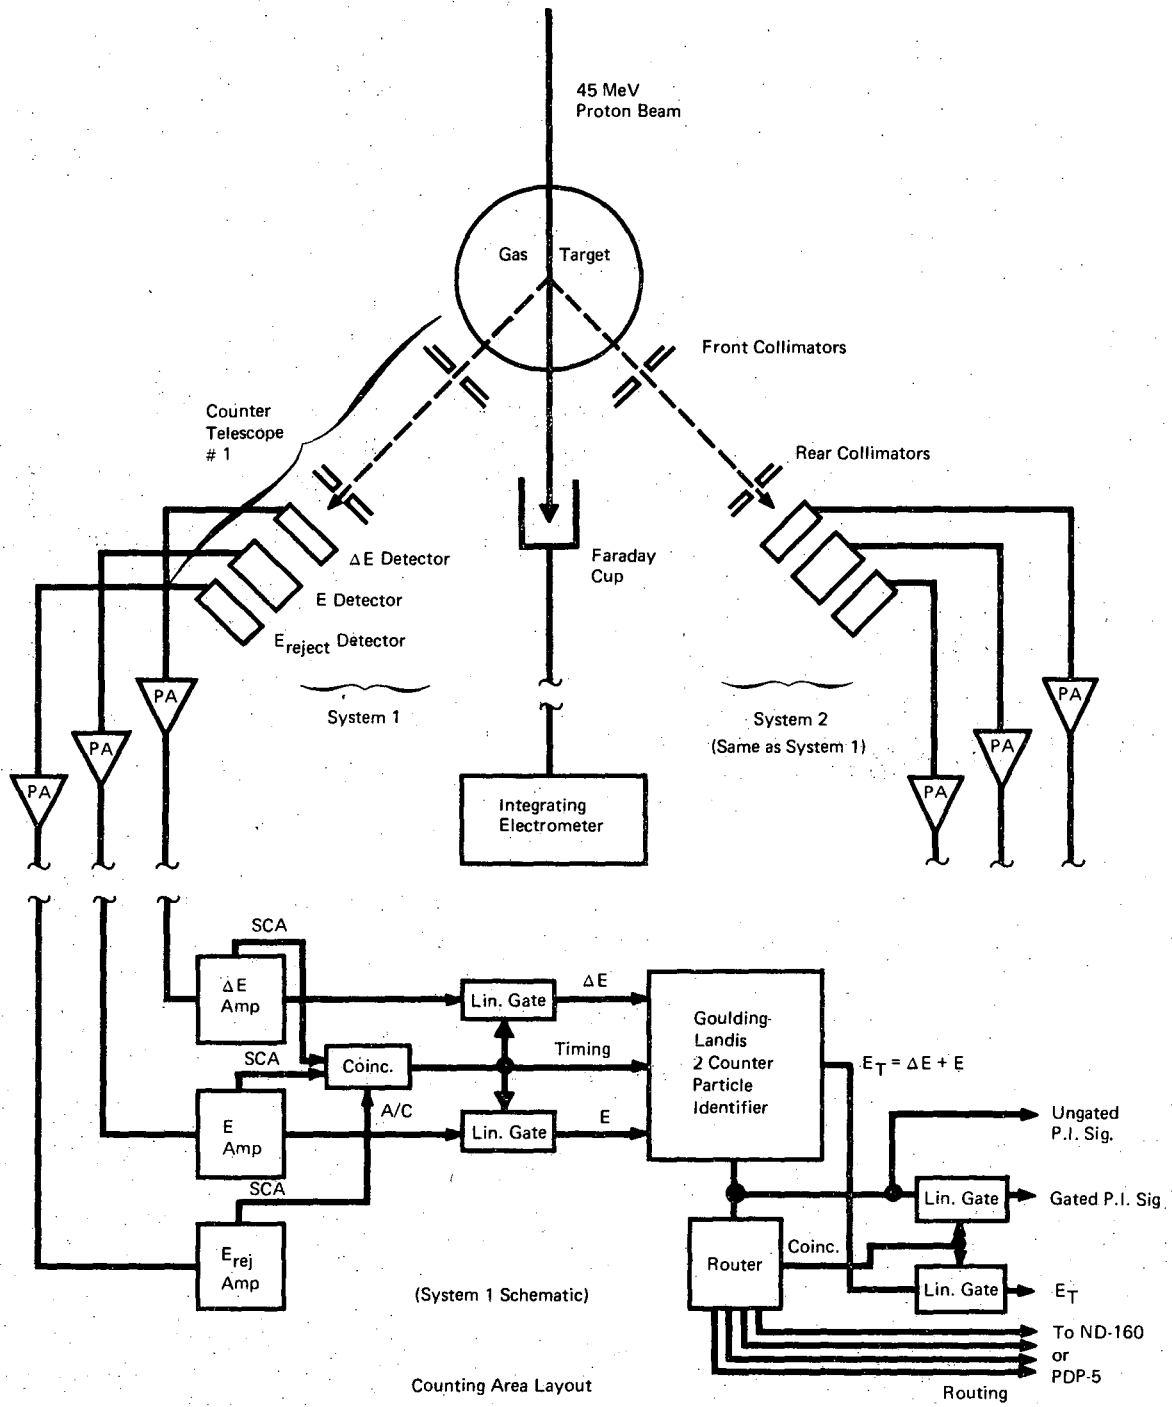 45 MeV
Proton Beam
Gas Target
Front Collimators
Counter
Telescope
# 1
Rear Collimators
ΔE Detector
Faraday
Cup
E Detector
E_reject Detector
PA
PA
System 1
System 2
PA
(Same as System 1)
PA
PA
PA
Integrating
Electrometer
SCA
ΔE
Amp
Lin. Gate
ΔE
Goulding-
Landis
2 Counter
Particle
Identifier
SCA
Coinc.
Timing
E_T = ΔE + E
A/C
E
Amp
Lin. Gate
E
Ungated
P.I. Sig.
SCA
Lin. Gate
Gated P.I. Sig
E_rej
Amp
Router
Coinc.
Lin. Gate
E_T
(System 1 Schematic)
To ND-160
or
PDP-5
Counting Area Layout
Routing